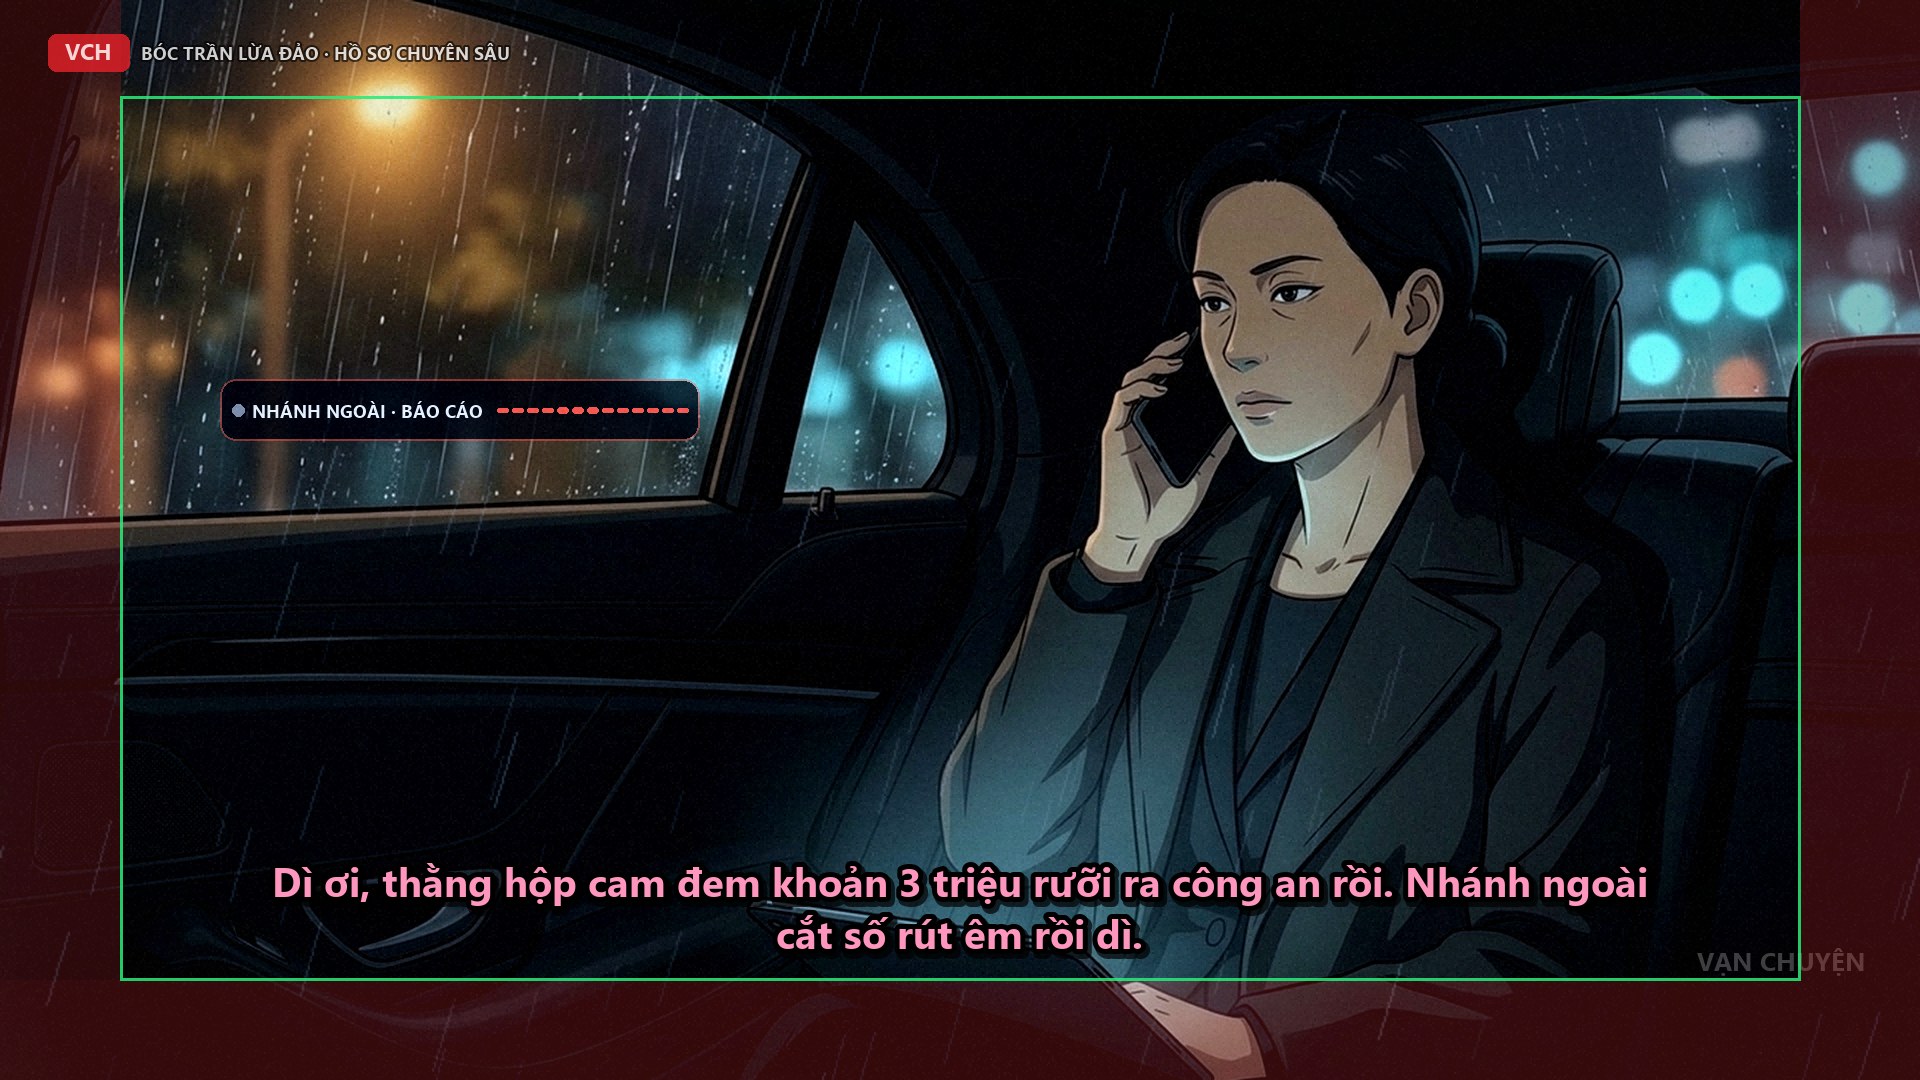 VCH BÓC TRẦN LỪA ĐẢO · HỒ SƠ CHUYÊN SÂU
NHÁNH NGOÀI · BÁO CÁO
Dì ơi, thằng hộp cam đem khoản 3 triệu rưỡi ra công an rồi. Nhánh ngoài
cắt số rút êm rồi dì.
VẠN CHUYỆN